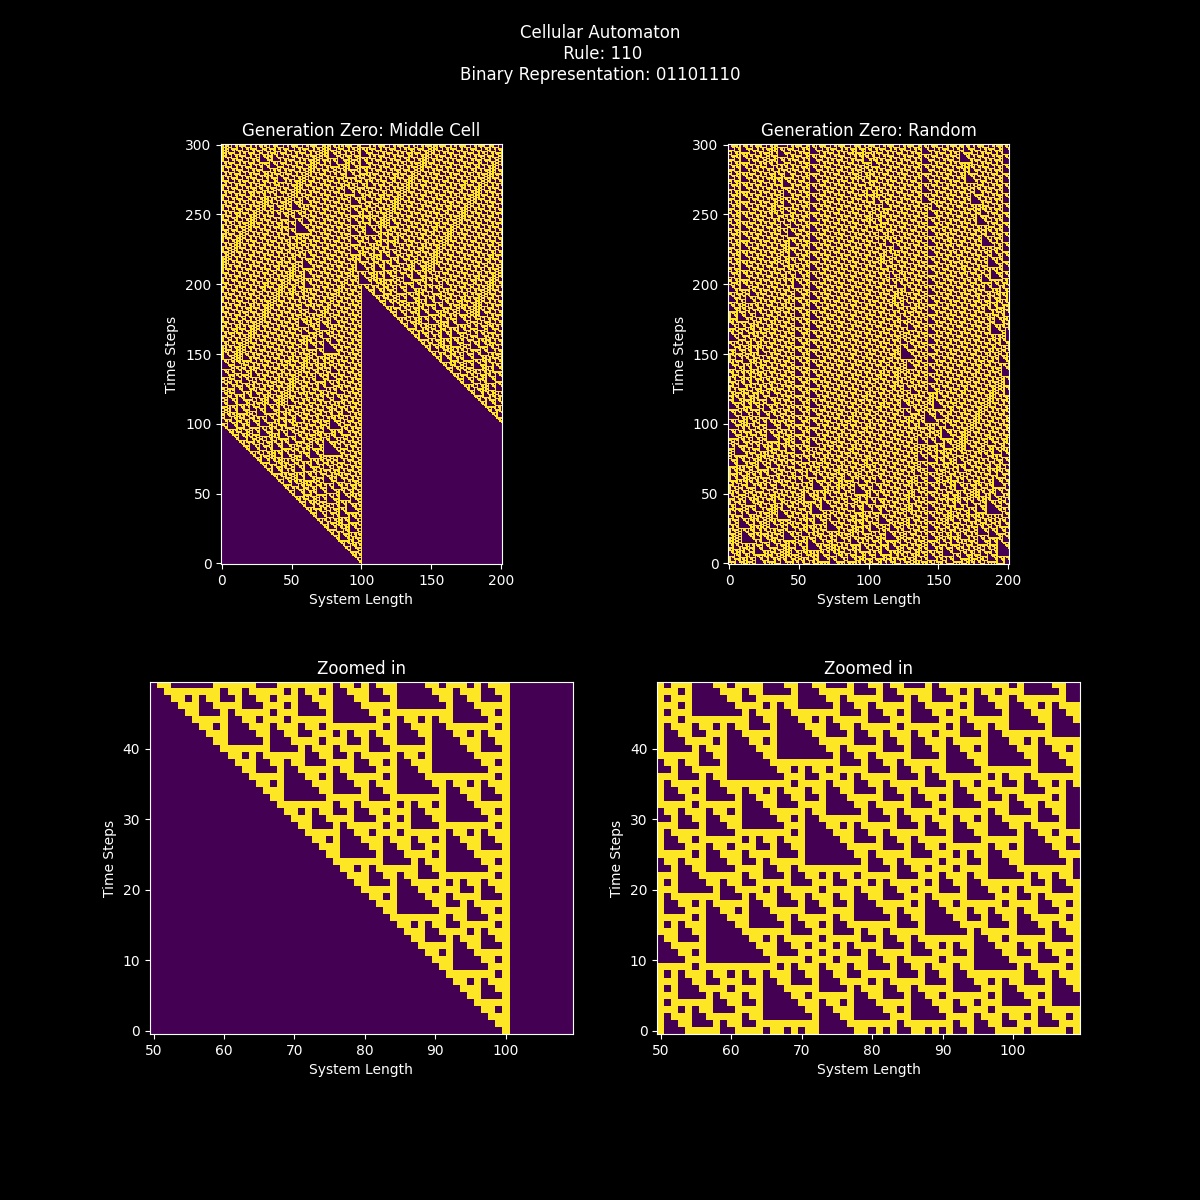 Cellular Automaton
Rule: 110
Binary Representation: 01101110
Generation Zero: Middle Cell
300
250
200
150
100
50
0
Time Steps
0 50 100 150 200
System Length
Generation Zero: Random
300
250
200
150
100
50
0
Time Steps
0 50 100 150 200
System Length
Zoomed in
40
30
20
10
0
Time Steps
50 60 70 80 90 100
System Length
Zoomed in
40
30
20
10
0
Time Steps
50 60 70 80 90 100
System Length